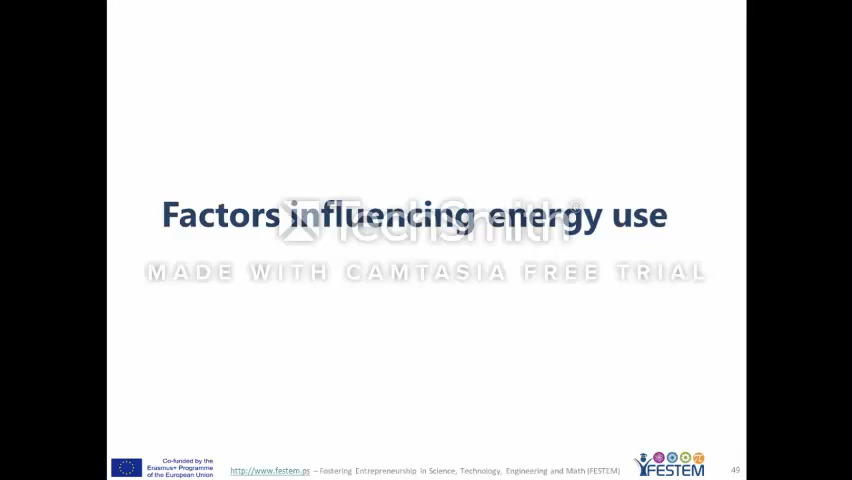 Factors influencing energy use
TechSmith®
MADE WITH CAMTASIA FREE TRIAL
Co-funded by the
Erasmus+ Programme
of the European Union
http://www.festem.ps – Fostering Entrepreneurship in Science, Technology, Engineering and Math (FESTEM)
FESTEM
49